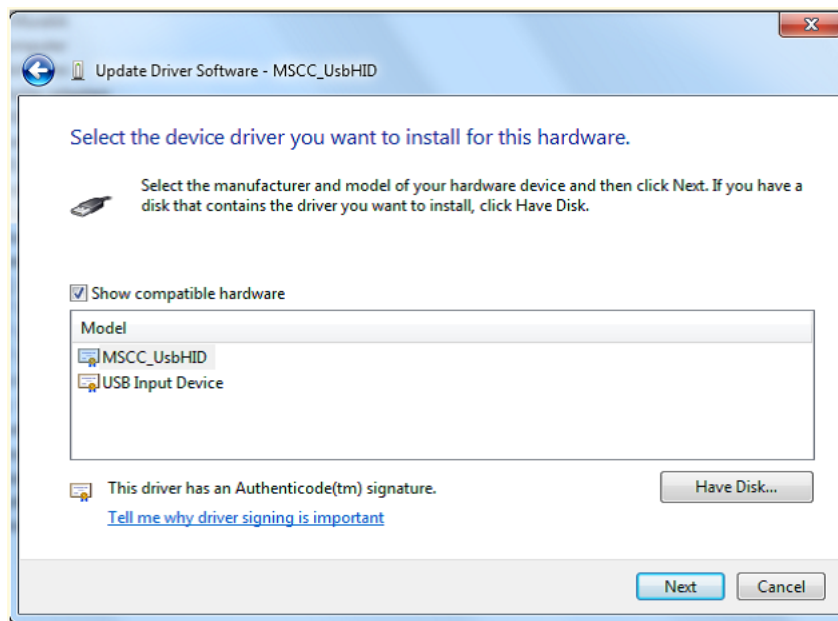 Update Driver Software - MSCC_UsbHID
Select the device driver you want to install for this hardware.
Select the manufacturer and model of your hardware device and then click Next. If you have a
disk that contains the driver you want to install, click Have Disk.
Show compatible hardware
Model
MSCC_UsbHID
USB Input Device
This driver has an Authenticode(tm) signature.
Have Disk...
Tell me why driver signing is important
Next
Cancel